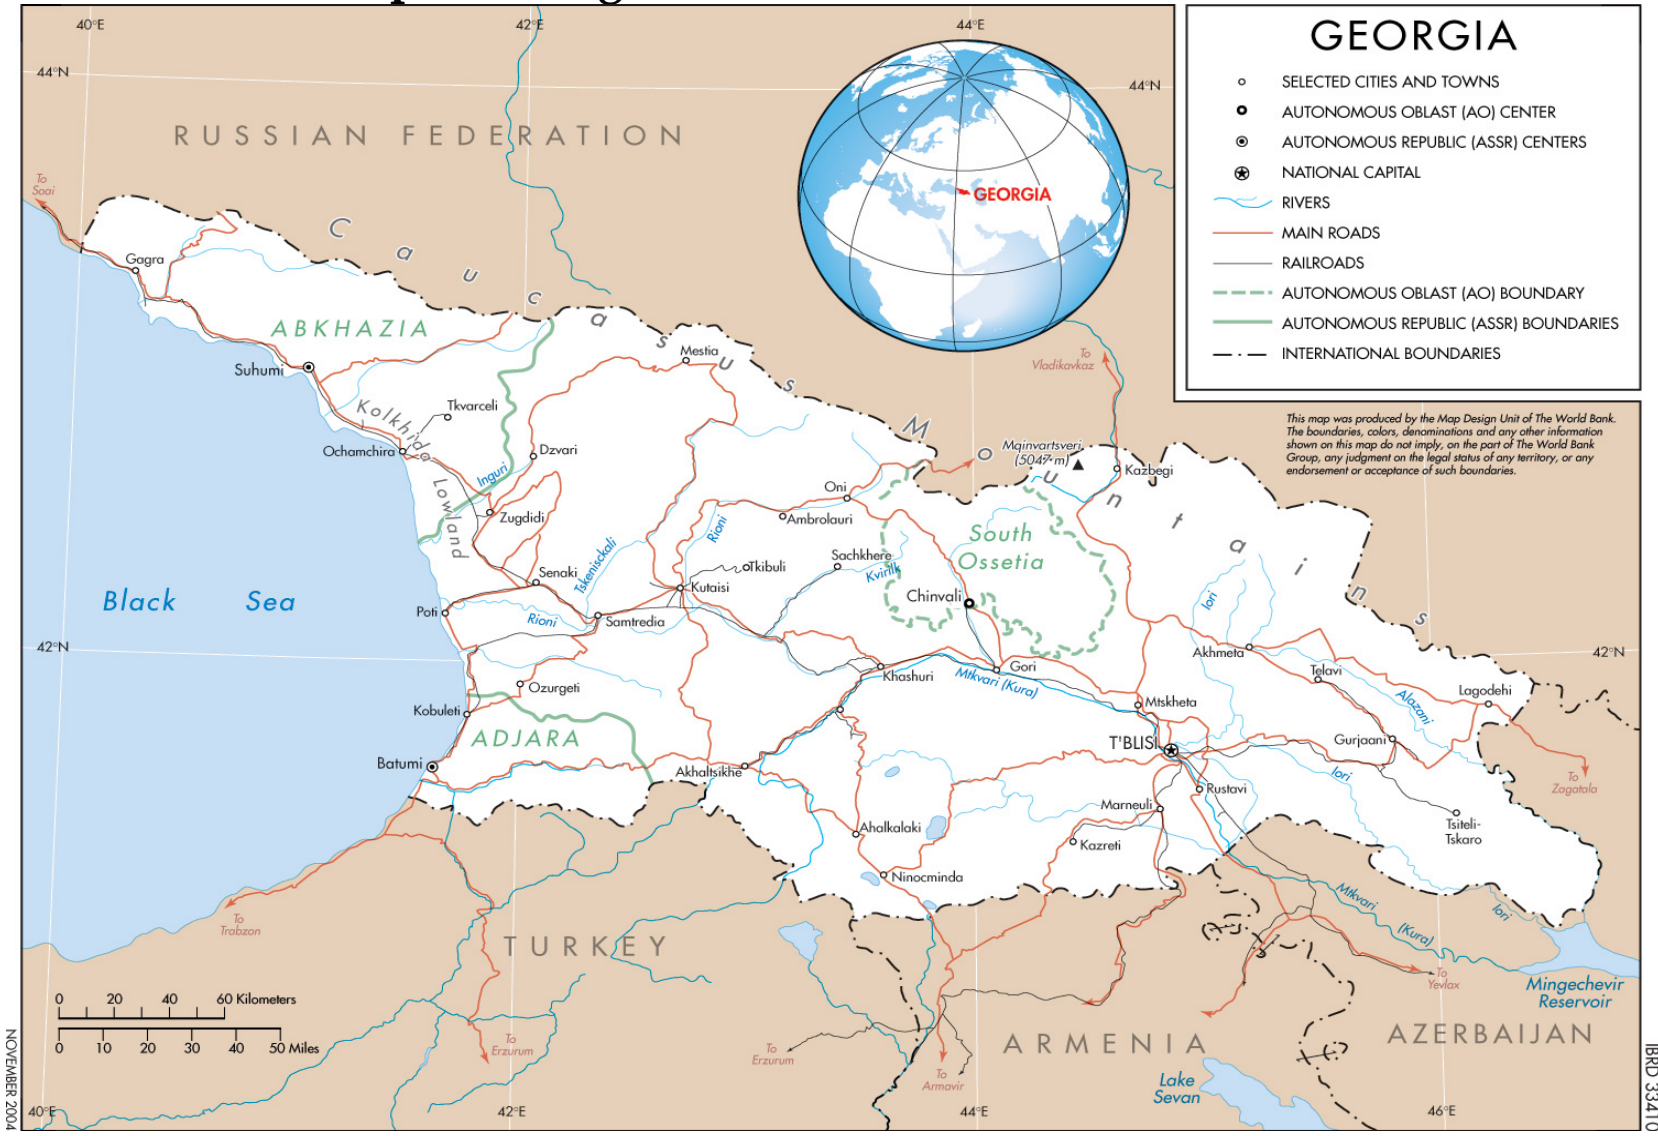 40°E
42°E
44°E
44°N
44°N
GEORGIA
SELECTED CITIES AND TOWNS
AUTONOMOUS OBLAST (AO) CENTER
AUTONOMOUS REPUBLIC (ASSR) CENTERS
NATIONAL CAPITAL
RIVERS
MAIN ROADS
RAILROADS
AUTONOMOUS OBLAST (AO) BOUNDARY
AUTONOMOUS REPUBLIC (ASSR) BOUNDARIES
INTERNATIONAL BOUNDARIES
This map was produced by the Map Design Unit of The World Bank.
The boundaries, colors, denominations and any other information
shown on this map do not imply, on the part of The World Bank
Group, any judgment on the legal status of any territory, or any
endorsement or acceptance of such boundaries.
RUSSIAN FEDERATION
GEORGIA
To
Soai
Caucasus Mountains
Gagra
ABKHAZIA
Suhumi
Mestia
To
Vladikavkaz
Tkvarceli
Kolkhida
Lowland
Ochamchira
Dzvari
Inguri
Mqinvartsveri
(5047 m)
Kazbegi
Oni
Zugdidi
Ambrolauri
Rioni
South
Ossetia
Tskenisckali
Senaki
Tkibuli
Sachkhere
Kvirilk
Kutaisi
Chinvali
Iori
Black Sea
Poti
Rioni
Samtredia
42°N
42°N
Akhmeta
Khashuri
Gori
Mtkvari (Kura)
Telavi
Alazani
Lagodehi
Ozurgeti
Kobuleti
Mtskheta
ADJARA
T'BLISI
Gurjaani
Batumi
Akhaltsikhe
Iori
To
Zagatala
Rustavi
Marneuli
Tsiteli-
Tskaro
Ahalkalaki
Kazreti
Ninocminda
Mtkvari
(Kura)
Iori
To
Trabzon
TURKEY
To
Yevlax
Mingechevir
Reservoir
0 20 40 60 Kilometers
0 10 20 30 40 50 Miles
To
Erzurum
To
Erzurum
To
Armavir
ARMENIA
AZERBAIJAN
Lake
Sevan
40°E
42°E
44°E
46°E
NOVEMBER 2004
IBRD 33410